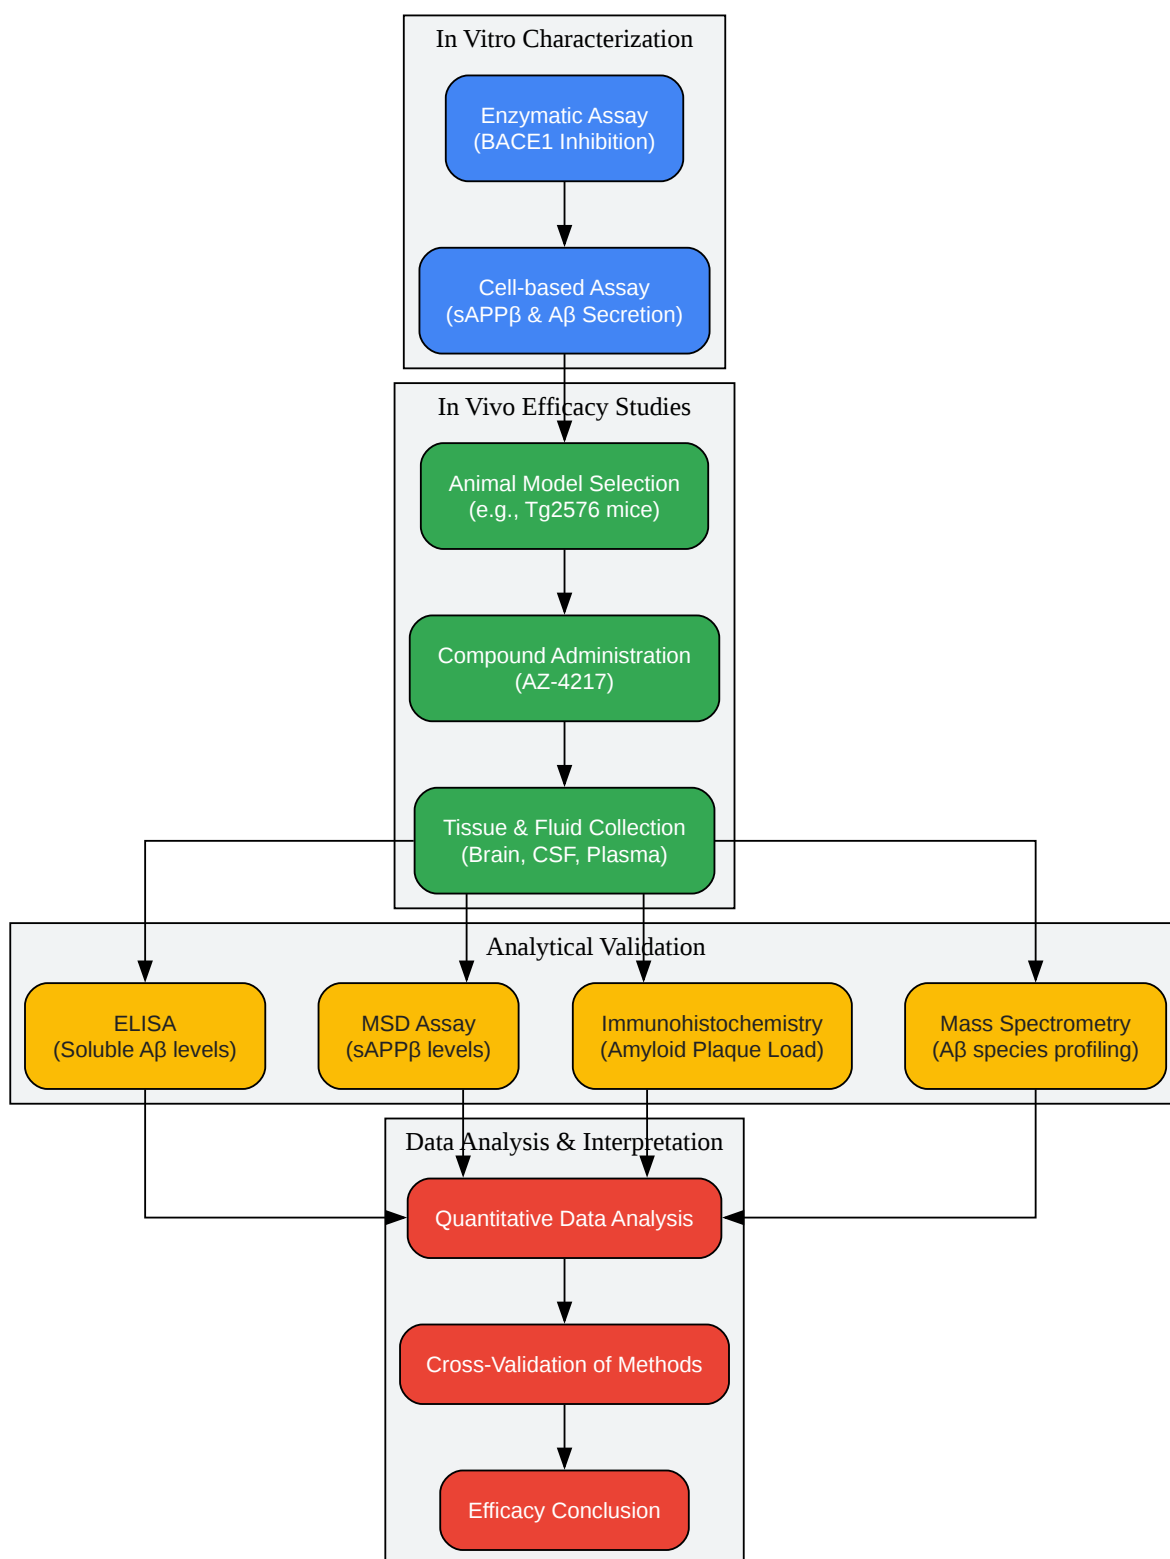 In Vitro Characterization
Enzymatic Assay
(BACE1 Inhibition)
Cell-based Assay
(sAPPβ & Aβ Secretion)
In Vivo Efficacy Studies
Animal Model Selection
(e.g., Tg2576 mice)
Compound Administration
(AZ-4217)
Tissue & Fluid Collection
(Brain, CSF, Plasma)
Analytical Validation
ELISA
(Soluble Aβ levels)
MSD Assay
(sAPPβ levels)
Immunohistochemistry
(Amyloid Plaque Load)
Mass Spectrometry
(Aβ species profiling)
Data Analysis & Interpretation
Quantitative Data Analysis
Cross-Validation of Methods
Efficacy Conclusion